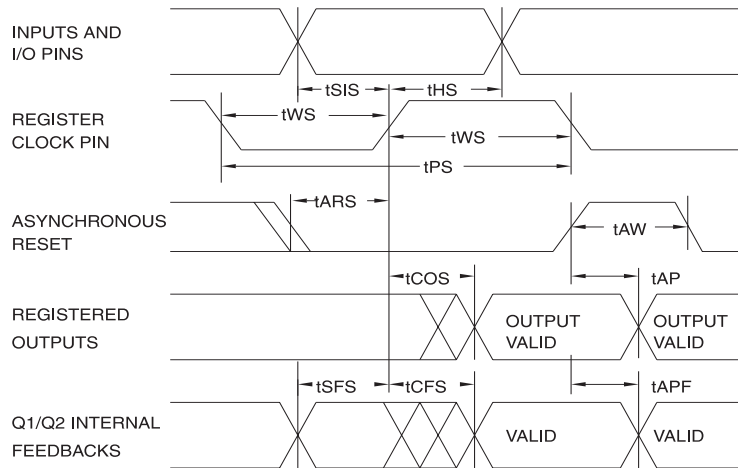 INPUTS AND
I/O PINS
tSIS
tHS
REGISTER
CLOCK PIN
tWS
tWS
tPS
tARS
ASYNCHRONOUS
RESET
tAW
tCOS
tAP
REGISTERED
OUTPUTS
OUTPUT
VALID
OUTPUT
VALID
tSFS
tCFS
tAPF
Q1/Q2 INTERNAL
FEEDBACKS
VALID
VALID